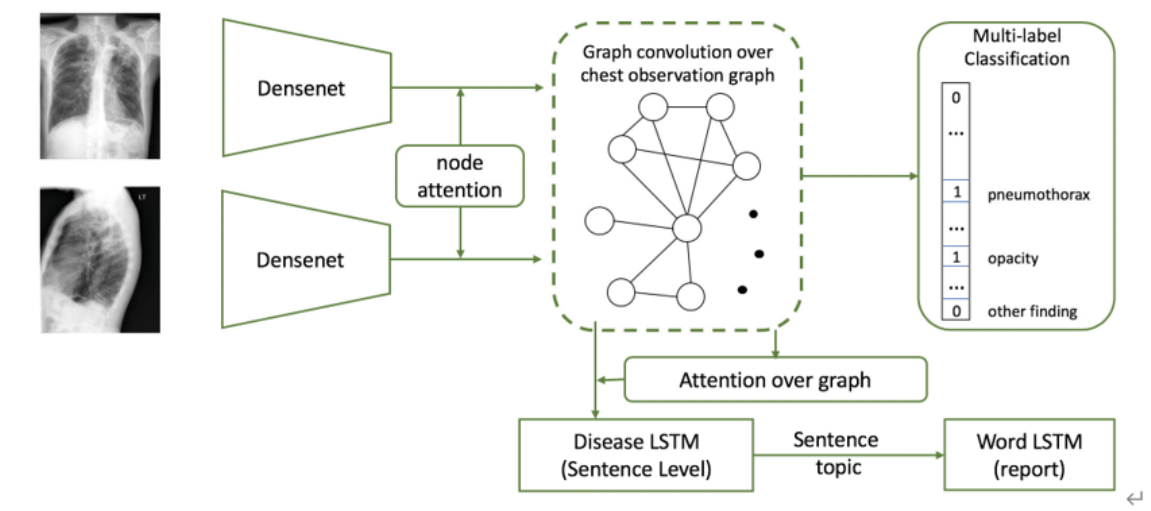 Densenet
node
attention
Densenet
LT
Graph convolution over
chest observation graph
Multi-label
Classification
0
...
1 pneumothorax
...
1 opacity
...
0 other finding
Attention over graph
Disease LSTM
(Sentence Level)
Sentence
topic
Word LSTM
(report)